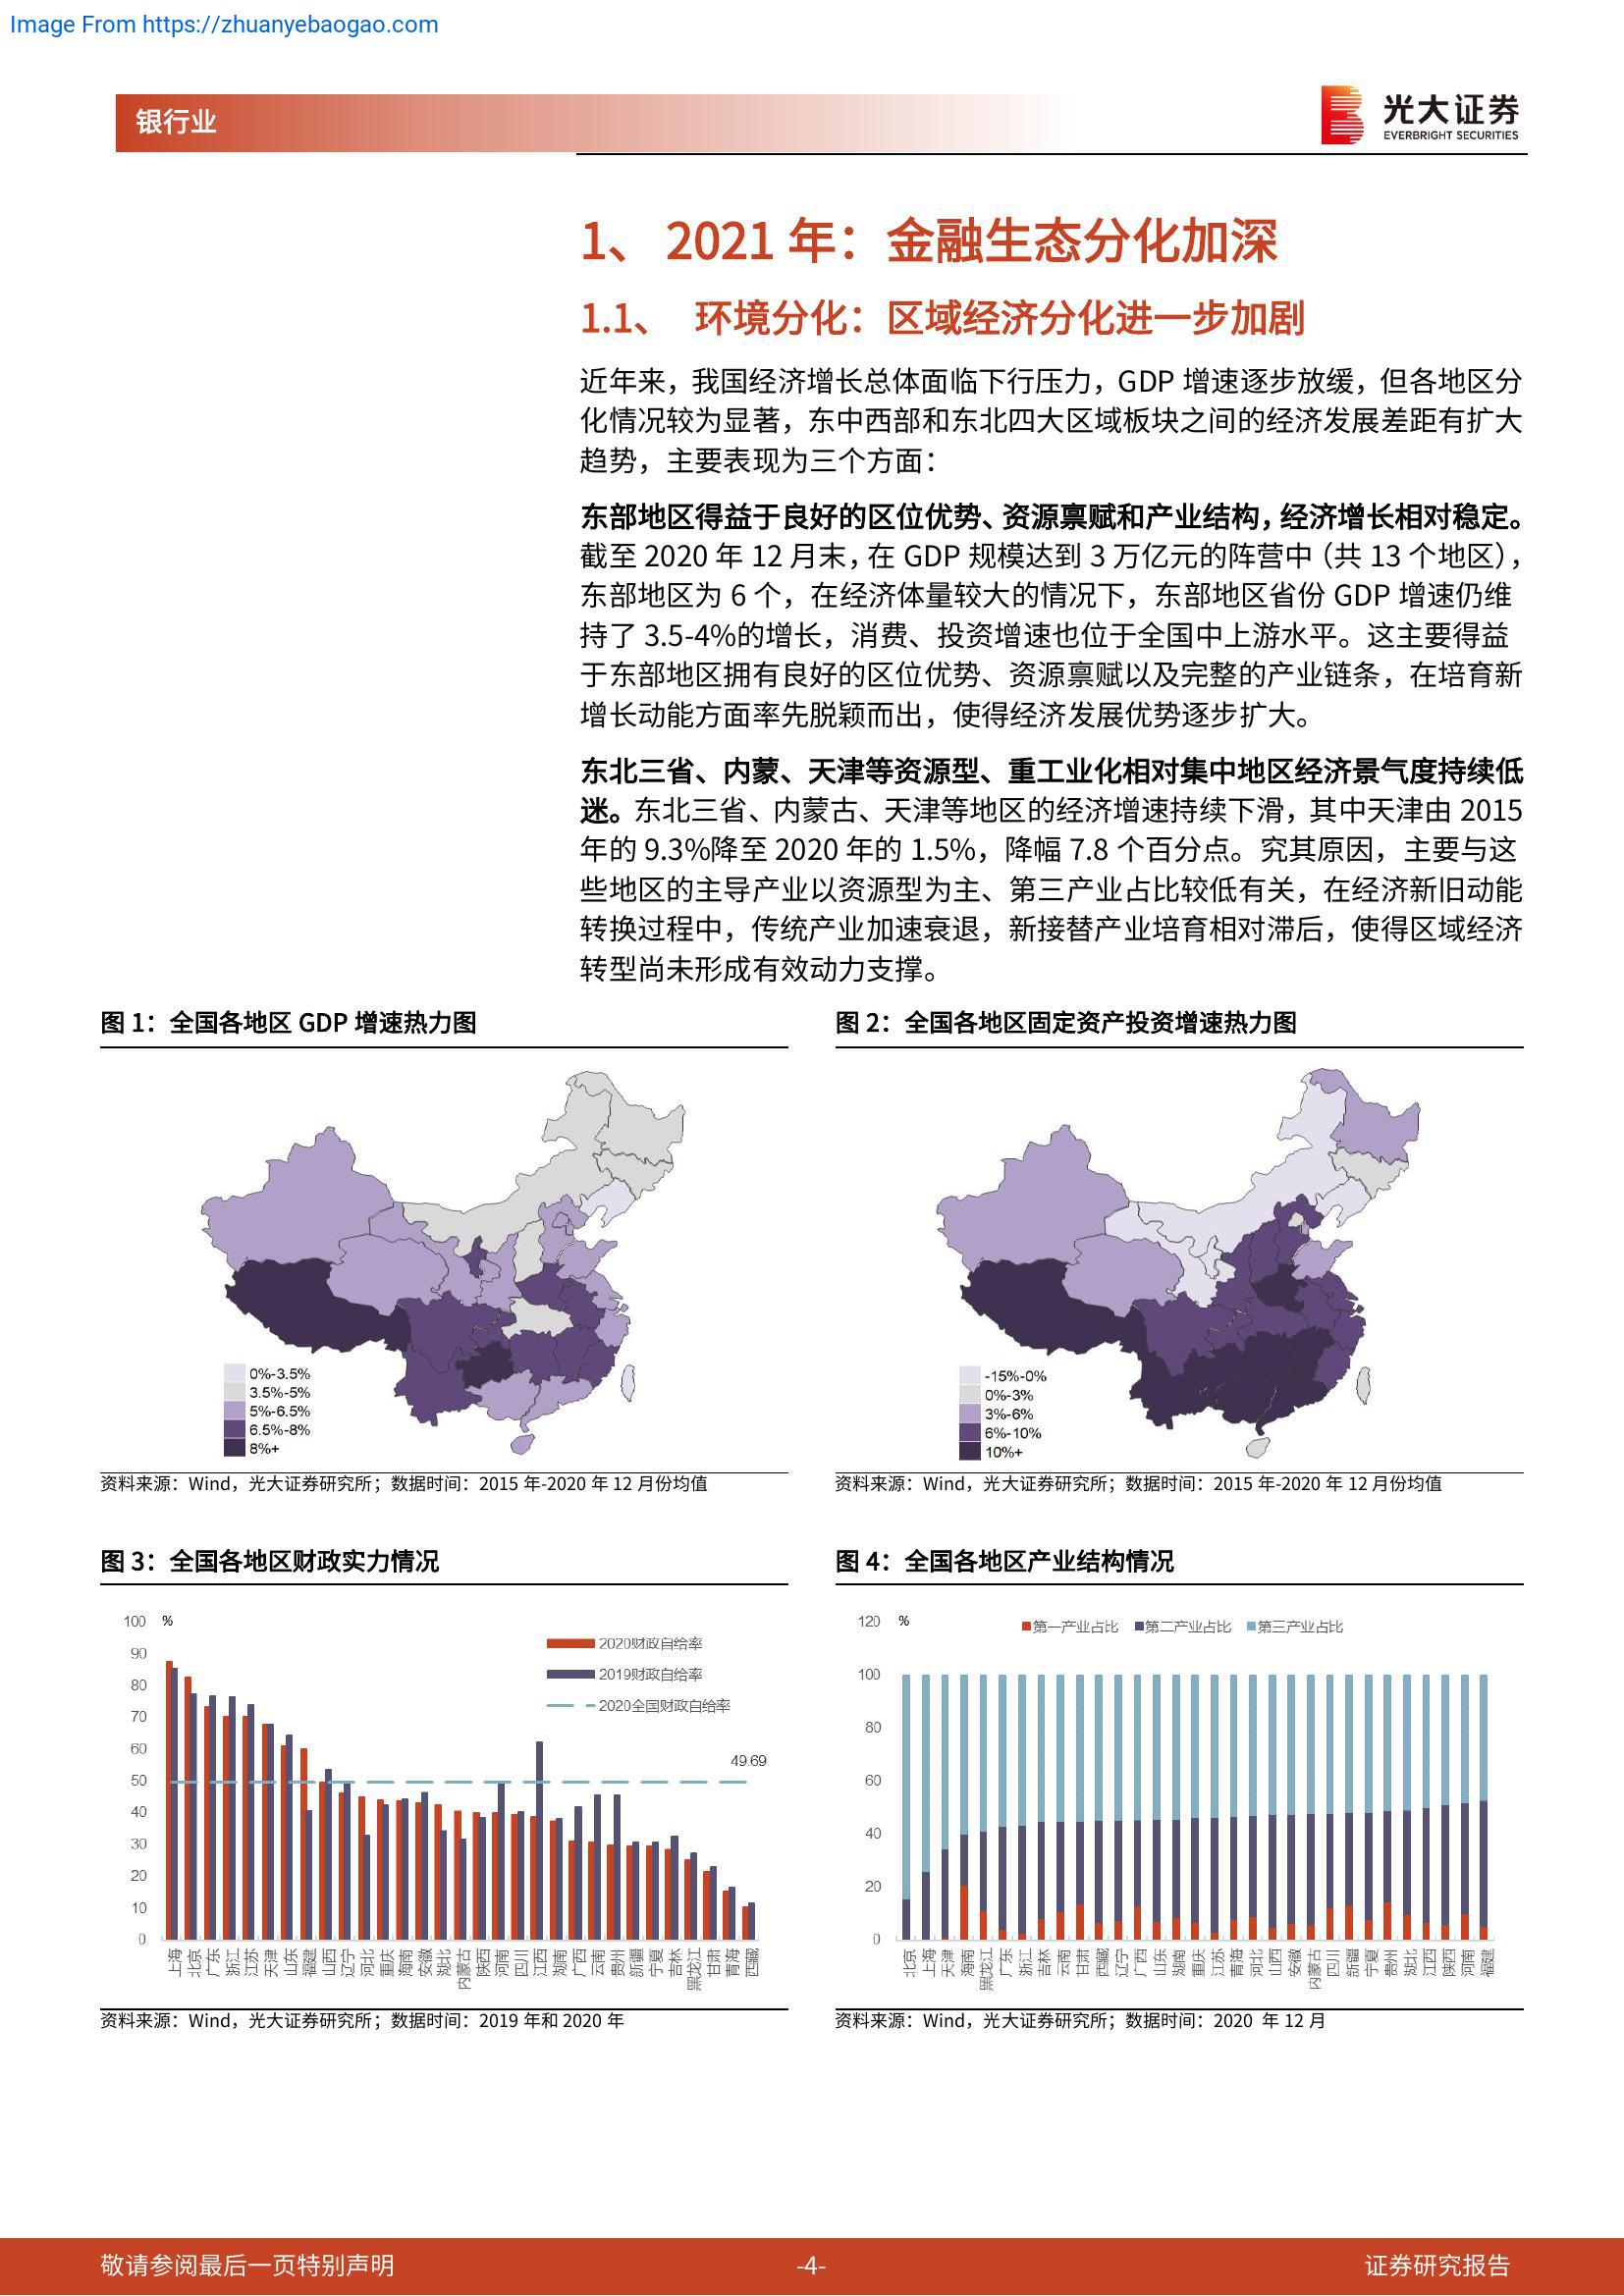 Image From https://zhuanyebaogao.com
银行业
光大证券
EVERBRIGHT SECURITIES
1、 2021 年：金融生态分化加深
1.1、 环境分化：区域经济分化进一步加剧
近年来，我国经济增长总体面临下行压力，GDP 增速逐步放缓，但各地区分
化情况较为显著，东中西部和东北四大区域板块之间的经济发展差距有扩大
趋势，主要表现为三个方面：
东部地区得益于良好的区位优势、资源禀赋和产业结构，经济增长相对稳定。
截至 2020 年 12 月末，在 GDP 规模达到 3 万亿元的阵营中（共 13 个地区），
东部地区为 6 个，在经济体量较大的情况下，东部地区省份 GDP 增速仍维
持了 3.5-4%的增长，消费、投资增速也位于全国中上游水平。这主要得益
于东部地区拥有良好的区位优势、资源禀赋以及完整的产业链条，在培育新
增长动能方面率先脱颖而出，使得经济发展优势逐步扩大。
东北三省、内蒙、天津等资源型、重工业化相对集中地区经济景气度持续低
迷。东北三省、内蒙古、天津等地区的经济增速持续下滑，其中天津由 2015
年的 9.3%降至 2020 年的 1.5%，降幅 7.8 个百分点。究其原因，主要与这
些地区的主导产业以资源型为主、第三产业占比较低有关，在经济新旧动能
转换过程中，传统产业加速衰退，新接替产业培育相对滞后，使得区域经济
转型尚未形成有效动力支撑。
图 1：全国各地区 GDP 增速热力图
0%-3.5%
3.5%-5%
5%-6.5%
6.5%-8%
8%+
资料来源：Wind，光大证券研究所；数据时间：2015 年-2020 年 12 月份均值
图 2：全国各地区固定资产投资增速热力图
-15%-0%
0%-3%
3%-6%
6%-10%
10%+
资料来源：Wind，光大证券研究所；数据时间：2015 年-2020 年 12 月份均值
图 3：全国各地区财政实力情况
%
100
90
80
70
60
50
40
30
20
10
0
2020财政自给率
2019财政自给率
2020全国财政自给率
49.69
上海
北京
广东
浙江
江苏
天津
山东
福建
山西
辽宁
河北
重庆
海南
安徽
湖北
内蒙古
陕西
河南
四川
江西
湖南
广西
云南
贵州
新疆
宁夏
吉林
黑龙江
甘肃
青海
西藏
资料来源：Wind，光大证券研究所；数据时间：2019 年和 2020 年
图 4：全国各地区产业结构情况
%
120
100
80
60
40
20
0
第一产业占比
第二产业占比
第三产业占比
北京
上海
天津
海南
黑龙江
广东
浙江
吉林
云南
甘肃
西藏
辽宁
广西
山东
湖南
重庆
江苏
青海
河北
山西
安徽
内蒙古
四川
新疆
宁夏
贵州
湖北
江西
陕西
河南
福建
资料来源：Wind，光大证券研究所；数据时间：2020 年 12 月
敬请参阅最后一页特别声明
-4-
证券研究报告